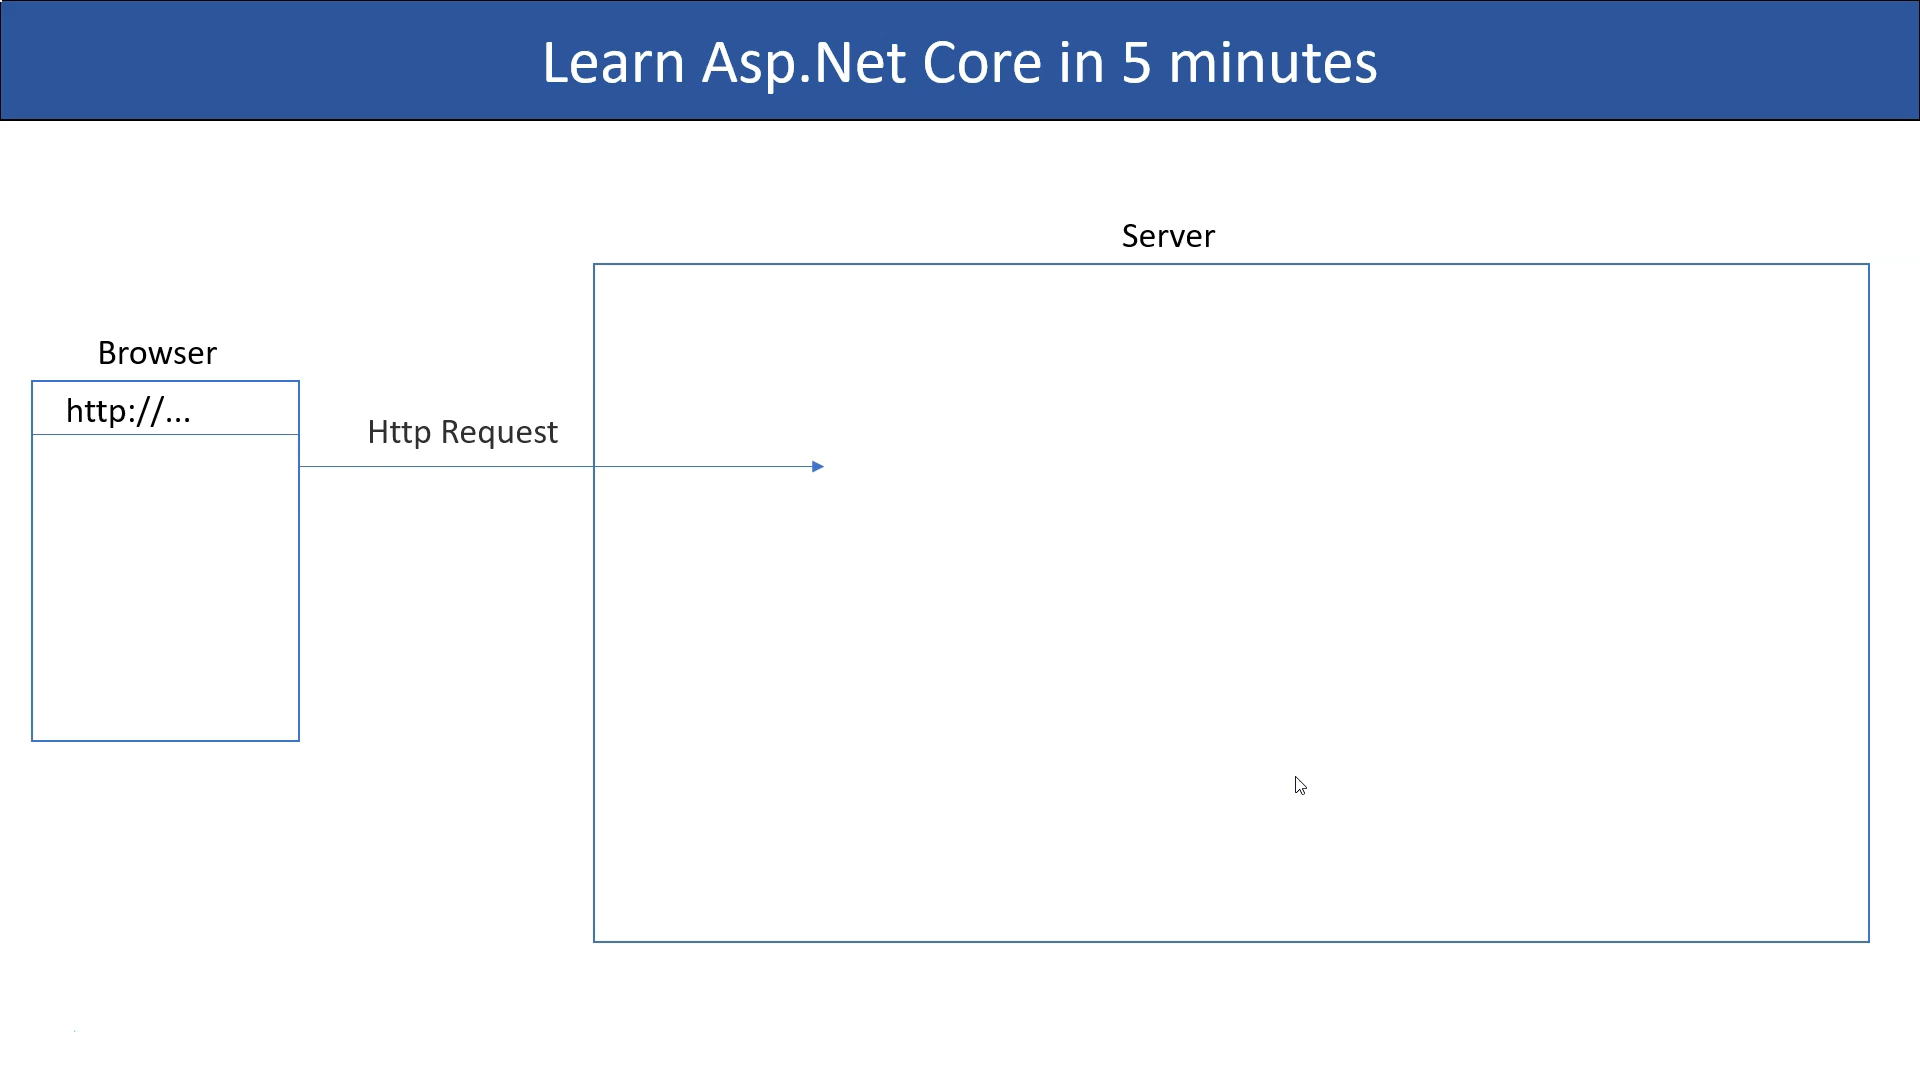 Learn Asp.Net Core in 5 minutes
Server
Browser
http://...
Http Request